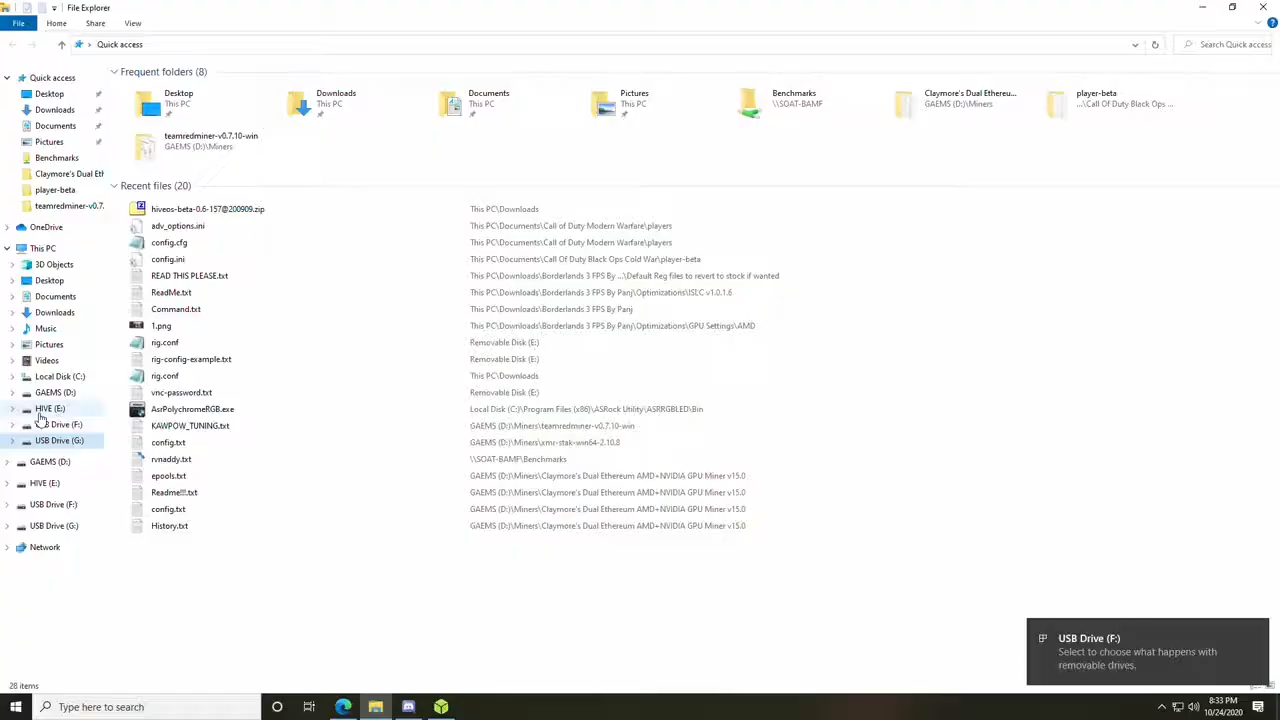 File Explorer
File
Home
Share
View
Quick access
Search Quick access
Quick access
Desktop
Downloads
Documents
Pictures
Benchmarks
Claymore's Dual Eth
player-beta
teamredminer-v0.7.
OneDrive
This PC
3D Objects
Desktop
Documents
Downloads
Music
Pictures
Videos
Local Disk (C:)
GAEMS (D:)
HIVE (E:)
Drive (F:)
USB Drive (G:)
GAEMS (D:)
HIVE (E:)
USB Drive (F:)
USB Drive (G:)
Network
Frequent folders (8)
Desktop
This PC
Downloads
This PC
Documents
This PC
Pictures
This PC
Benchmarks
\\SOAT-BAMF
Claymore's Dual Ethereu...
GAEMS (D:)\Miners
player-beta
...\Call Of Duty Black Ops ...
teamredminer-v0.7.10-win
GAEMS (D:)\Miners
Recent files (20)
hiveos-beta-0.6-157@200909.zip This PC\Downloads
adv_options.ini This PC\Documents\Call of Duty Modern Warfare\players
config.cfg This PC\Documents\Call of Duty Modern Warfare\players
config.ini This PC\Documents\Call Of Duty Black Ops Cold War\player-beta
READ THIS PLEASE.txt This PC\Downloads\Borderlands 3 FPS By ...\Default Reg files to revert to stock if wanted
ReadMe.txt This PC\Downloads\Borderlands 3 FPS By Panj\Optimizations\ISLC v1.0.1.6
Command.txt This PC\Downloads\Borderlands 3 FPS By Panj
1.png This PC\Downloads\Borderlands 3 FPS By Panj\Optimizations\GPU Settings\AMD
rig.conf Removable Disk (E:)
rig-config-example.txt Removable Disk (E:)
rig.conf This PC\Downloads
vnc-password.txt Removable Disk (E:)
AsrPolychromeRGB.exe Local Disk (C:)\Program Files (x86)\ASRock Utility\ASRRGBLED\Bin
KAWPOW_TUNING.txt GAEMS (D:)\Miners\teamredminer-v0.7.10-win
config.txt GAEMS (D:)\Miners\xmr-stak-win64-2.10.8
rvnaddy.txt \\SOAT-BAMF\Benchmarks
epools.txt GAEMS (D:)\Miners\Claymore's Dual Ethereum AMD+NVIDIA GPU Miner v15.0
Readme!!!.txt GAEMS (D:)\Miners\Claymore's Dual Ethereum AMD+NVIDIA GPU Miner v15.0
config.txt GAEMS (D:)\Miners\Claymore's Dual Ethereum AMD+NVIDIA GPU Miner v15.0
History.txt GAEMS (D:)\Miners\Claymore's Dual Ethereum AMD+NVIDIA GPU Miner v15.0
USB Drive (F:)
Select to choose what happens with
removable drives.
28 items
Type here to search
8:33 PM
10/24/2020